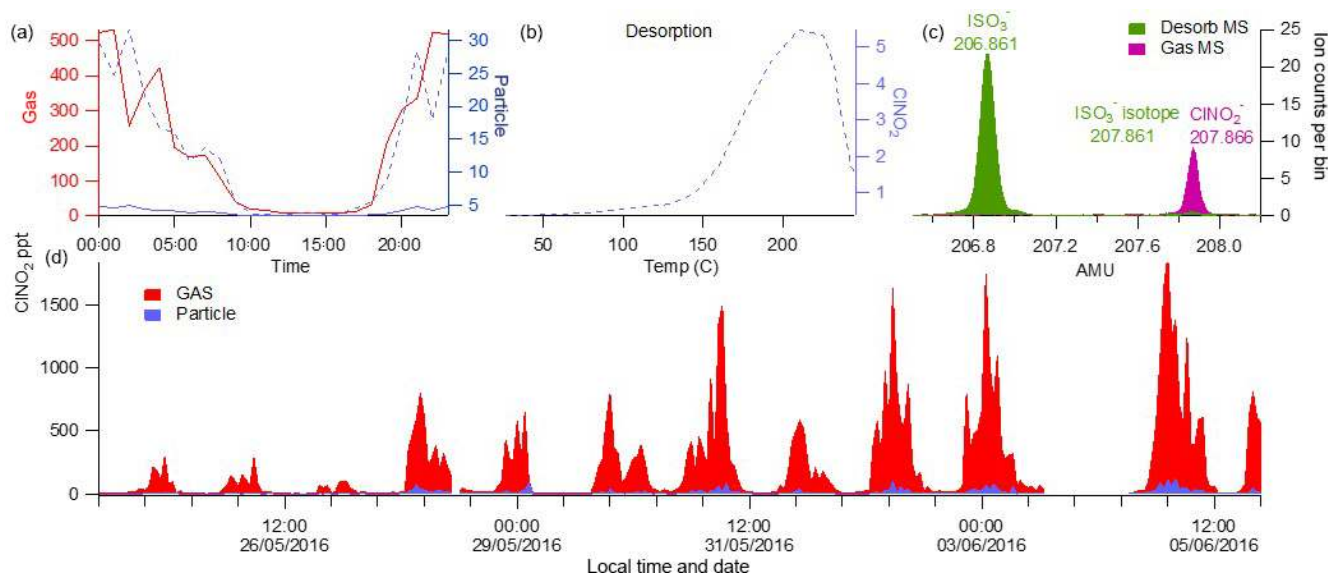 (a)
500
400
300
200
100
0
Gas
30
25
20
15
10
5
Particle
00:00 05:00 10:00 15:00 20:00
Time
(b)
Desorption
5
4
3
2
1
ClNO₂
50 100 150 200
Temp (C)
(c)
ISO₃⁻
206.861
Desorb MS
Gas MS
ISO₃⁻ isotope
207.861
ClNO₂⁻
207.866
25
20
15
10
5
0
Ion counts per bin
206.8 207.2 207.6 208.0
AMU
(d)
ClNO₂ ppt
GAS
Particle
1500
1000
500
0
12:00 00:00 12:00 00:00 12:00
26/05/2016 29/05/2016 31/05/2016 03/06/2016 05/06/2016
Local time and date